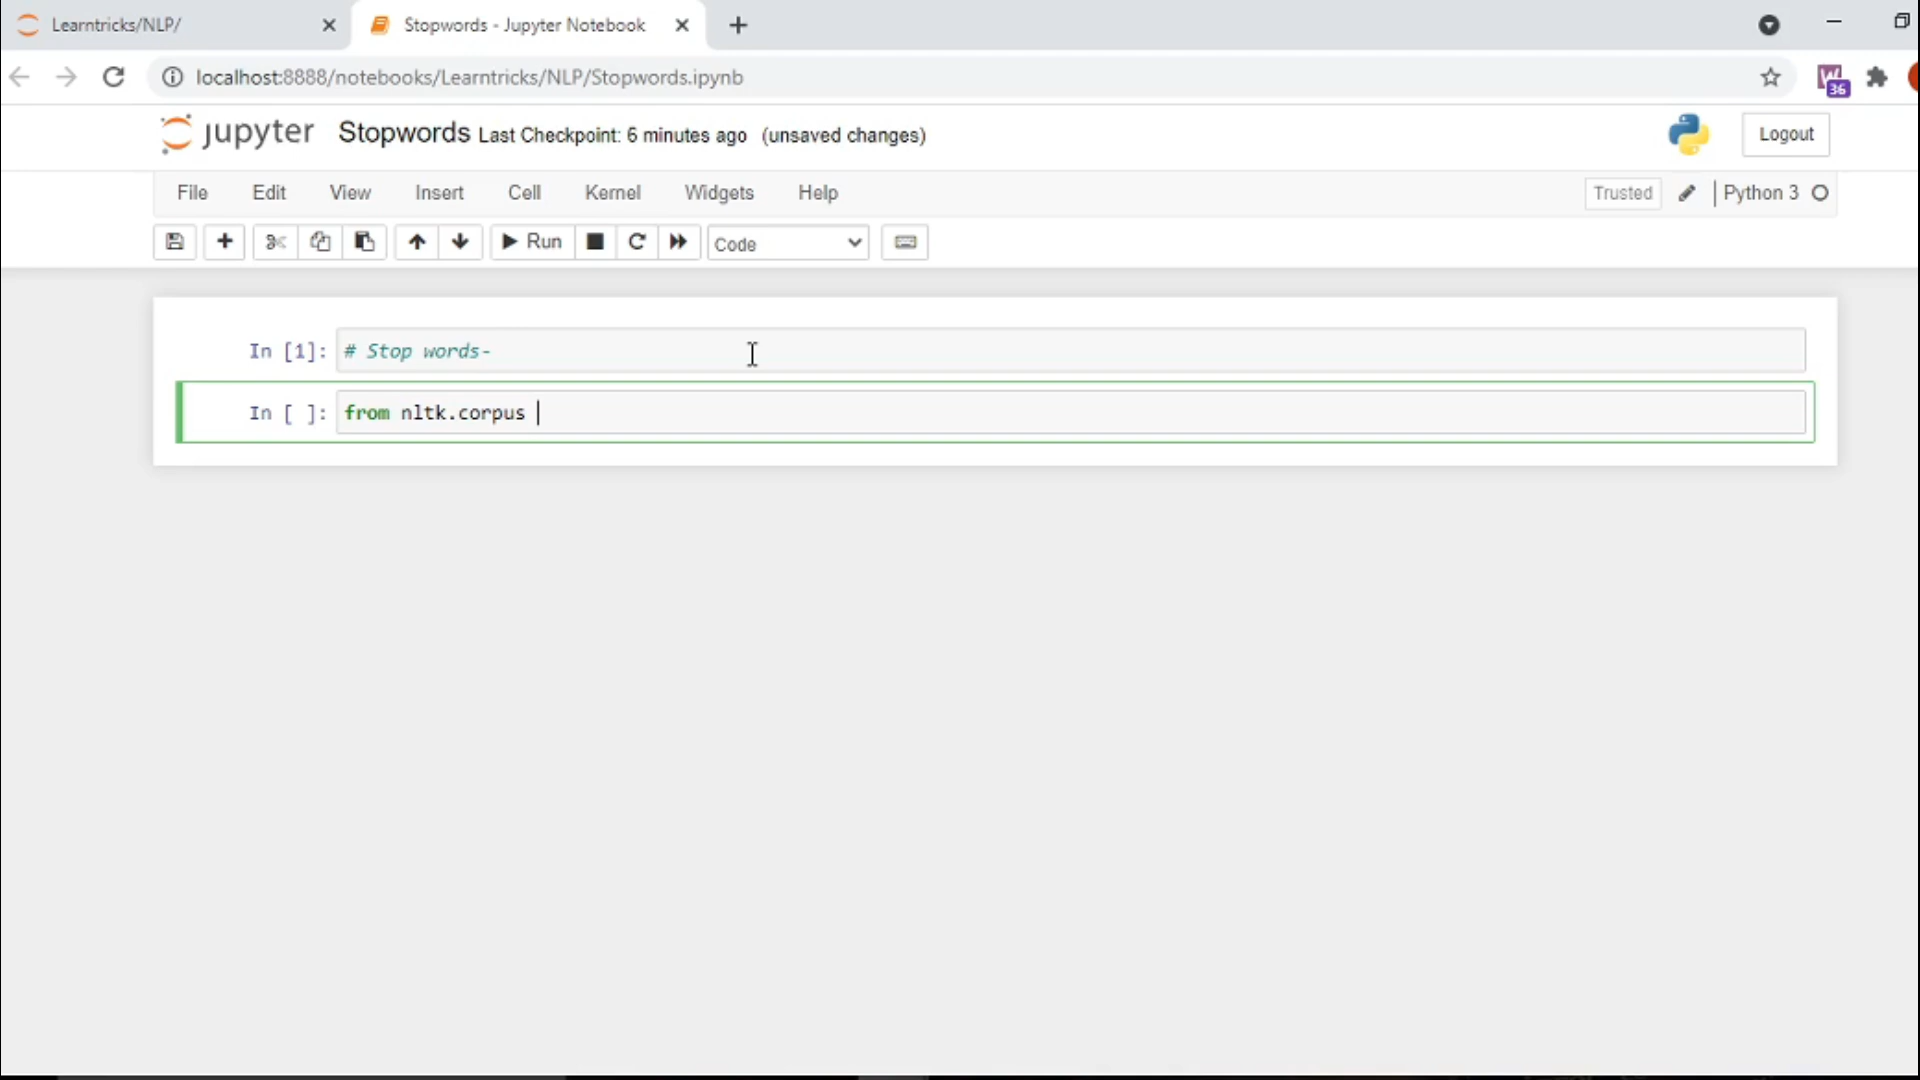 Learntricks/NLP/
Stopwords - Jupyter Notebook
localhost:8888/notebooks/Learntricks/NLP/Stopwords.ipynb
36
jupyter Stopwords Last Checkpoint: 6 minutes ago (unsaved changes)
Logout
File Edit View Insert Cell Kernel Widgets Help
Trusted Python 3
Run Code
In [1]: # Stop words-
In [ ]: from nltk.corpus